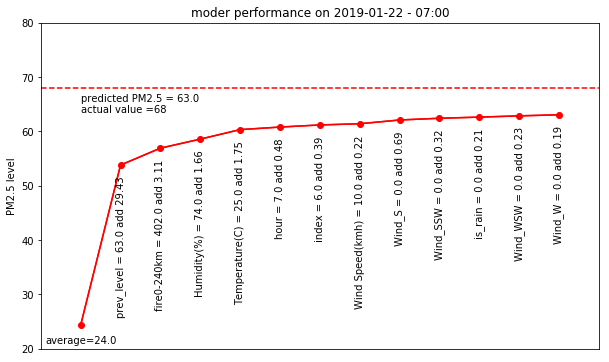 moder performance on 2019-01-22 - 07:00
80
70
60
50
40
30
20
PM2.5 level
predicted PM2.5 = 63.0
actual value =68
prev_level = 63.0 add 29.43
fire0-240km = 402.0 add 3.11
Humidity(%) = 74.0 add 1.66
Temperature(C) = 25.0 add 1.75
hour = 7.0 add 0.48
index = 6.0 add 0.39
Wind Speed(kmh) = 10.0 add 0.22
Wind_S = 0.0 add 0.69
Wind_SSW = 0.0 add 0.32
is_rain = 0.0 add 0.21
Wind_WSW = 0.0 add 0.23
Wind_W = 0.0 add 0.19
average=24.0